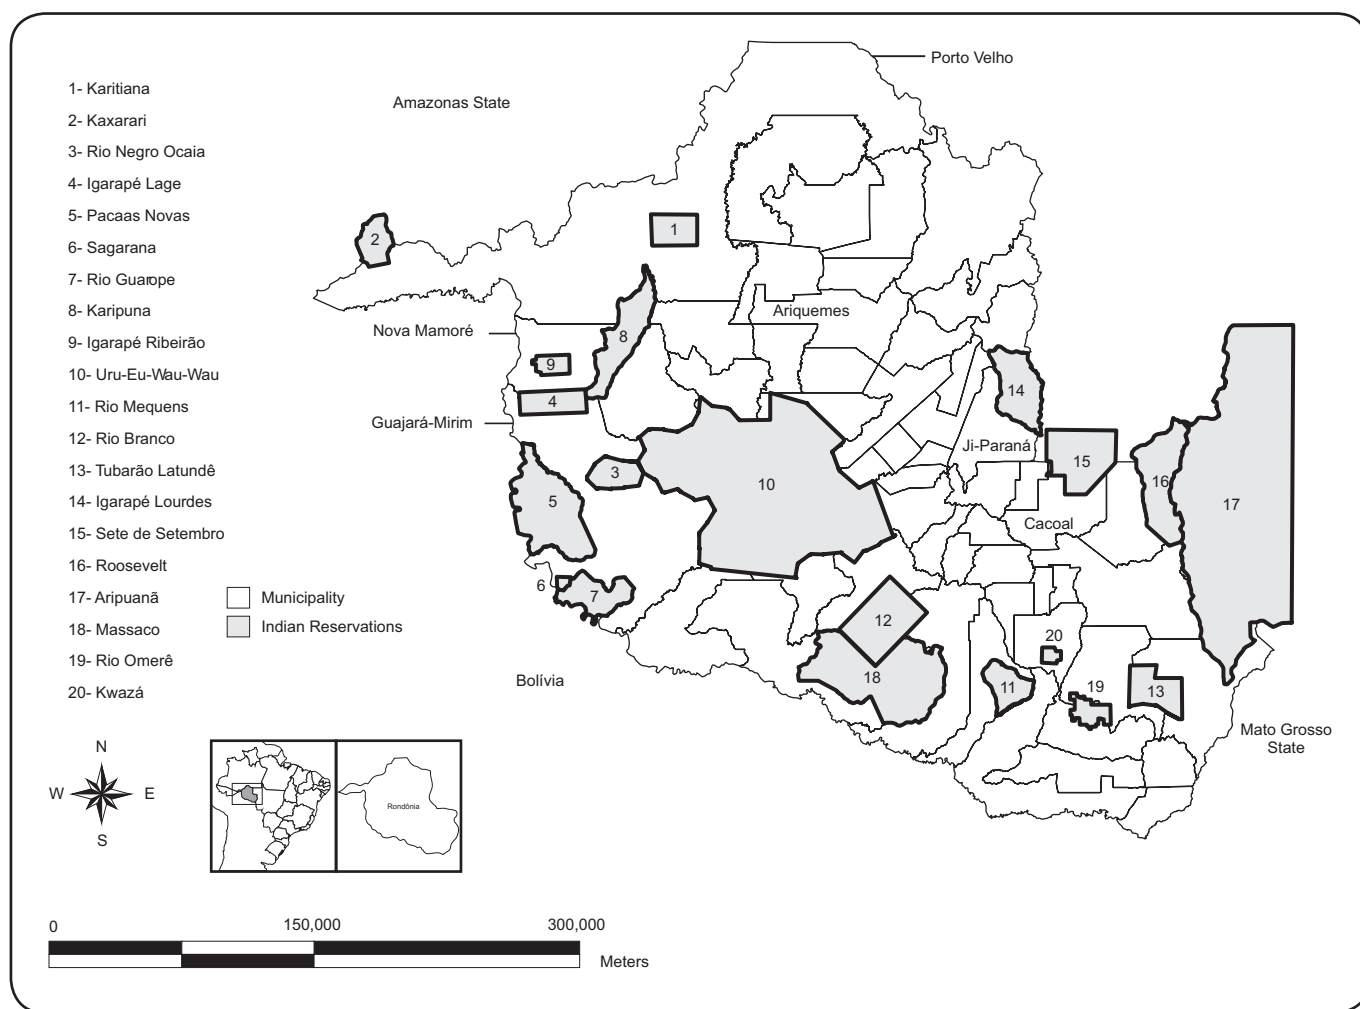 1- Karitiana
2- Kaxarari
3- Rio Negro Ocaia
4- Igarapé Lage
5- Pacaas Novas
6- Sagarana
7- Rio Guarope
8- Karipuna
9- Igarapé Ribeirão
10- Uru-Eu-Wau-Wau
11- Rio Mequens
12- Rio Branco
13- Tubarão Latundê
14- Igarapé Lourdes
15- Sete de Setembro
16- Roosevelt
17- Aripuanã
18- Massaco
19- Rio Omerê
20- Kwazá
Municipality
Indian Reservations
Amazonas State
Porto Velho
1
2
Nova Mamoré
Ariquemes
8
9
4
Guajará-Mirim
14
Ji-Paraná
15
3
10
5
16
17
Cacoal
6
7
12
20
18
11
19
13
Bolívia
Mato Grosso
State
N
W
E
S
Rondônia
0
150,000
300,000
Meters